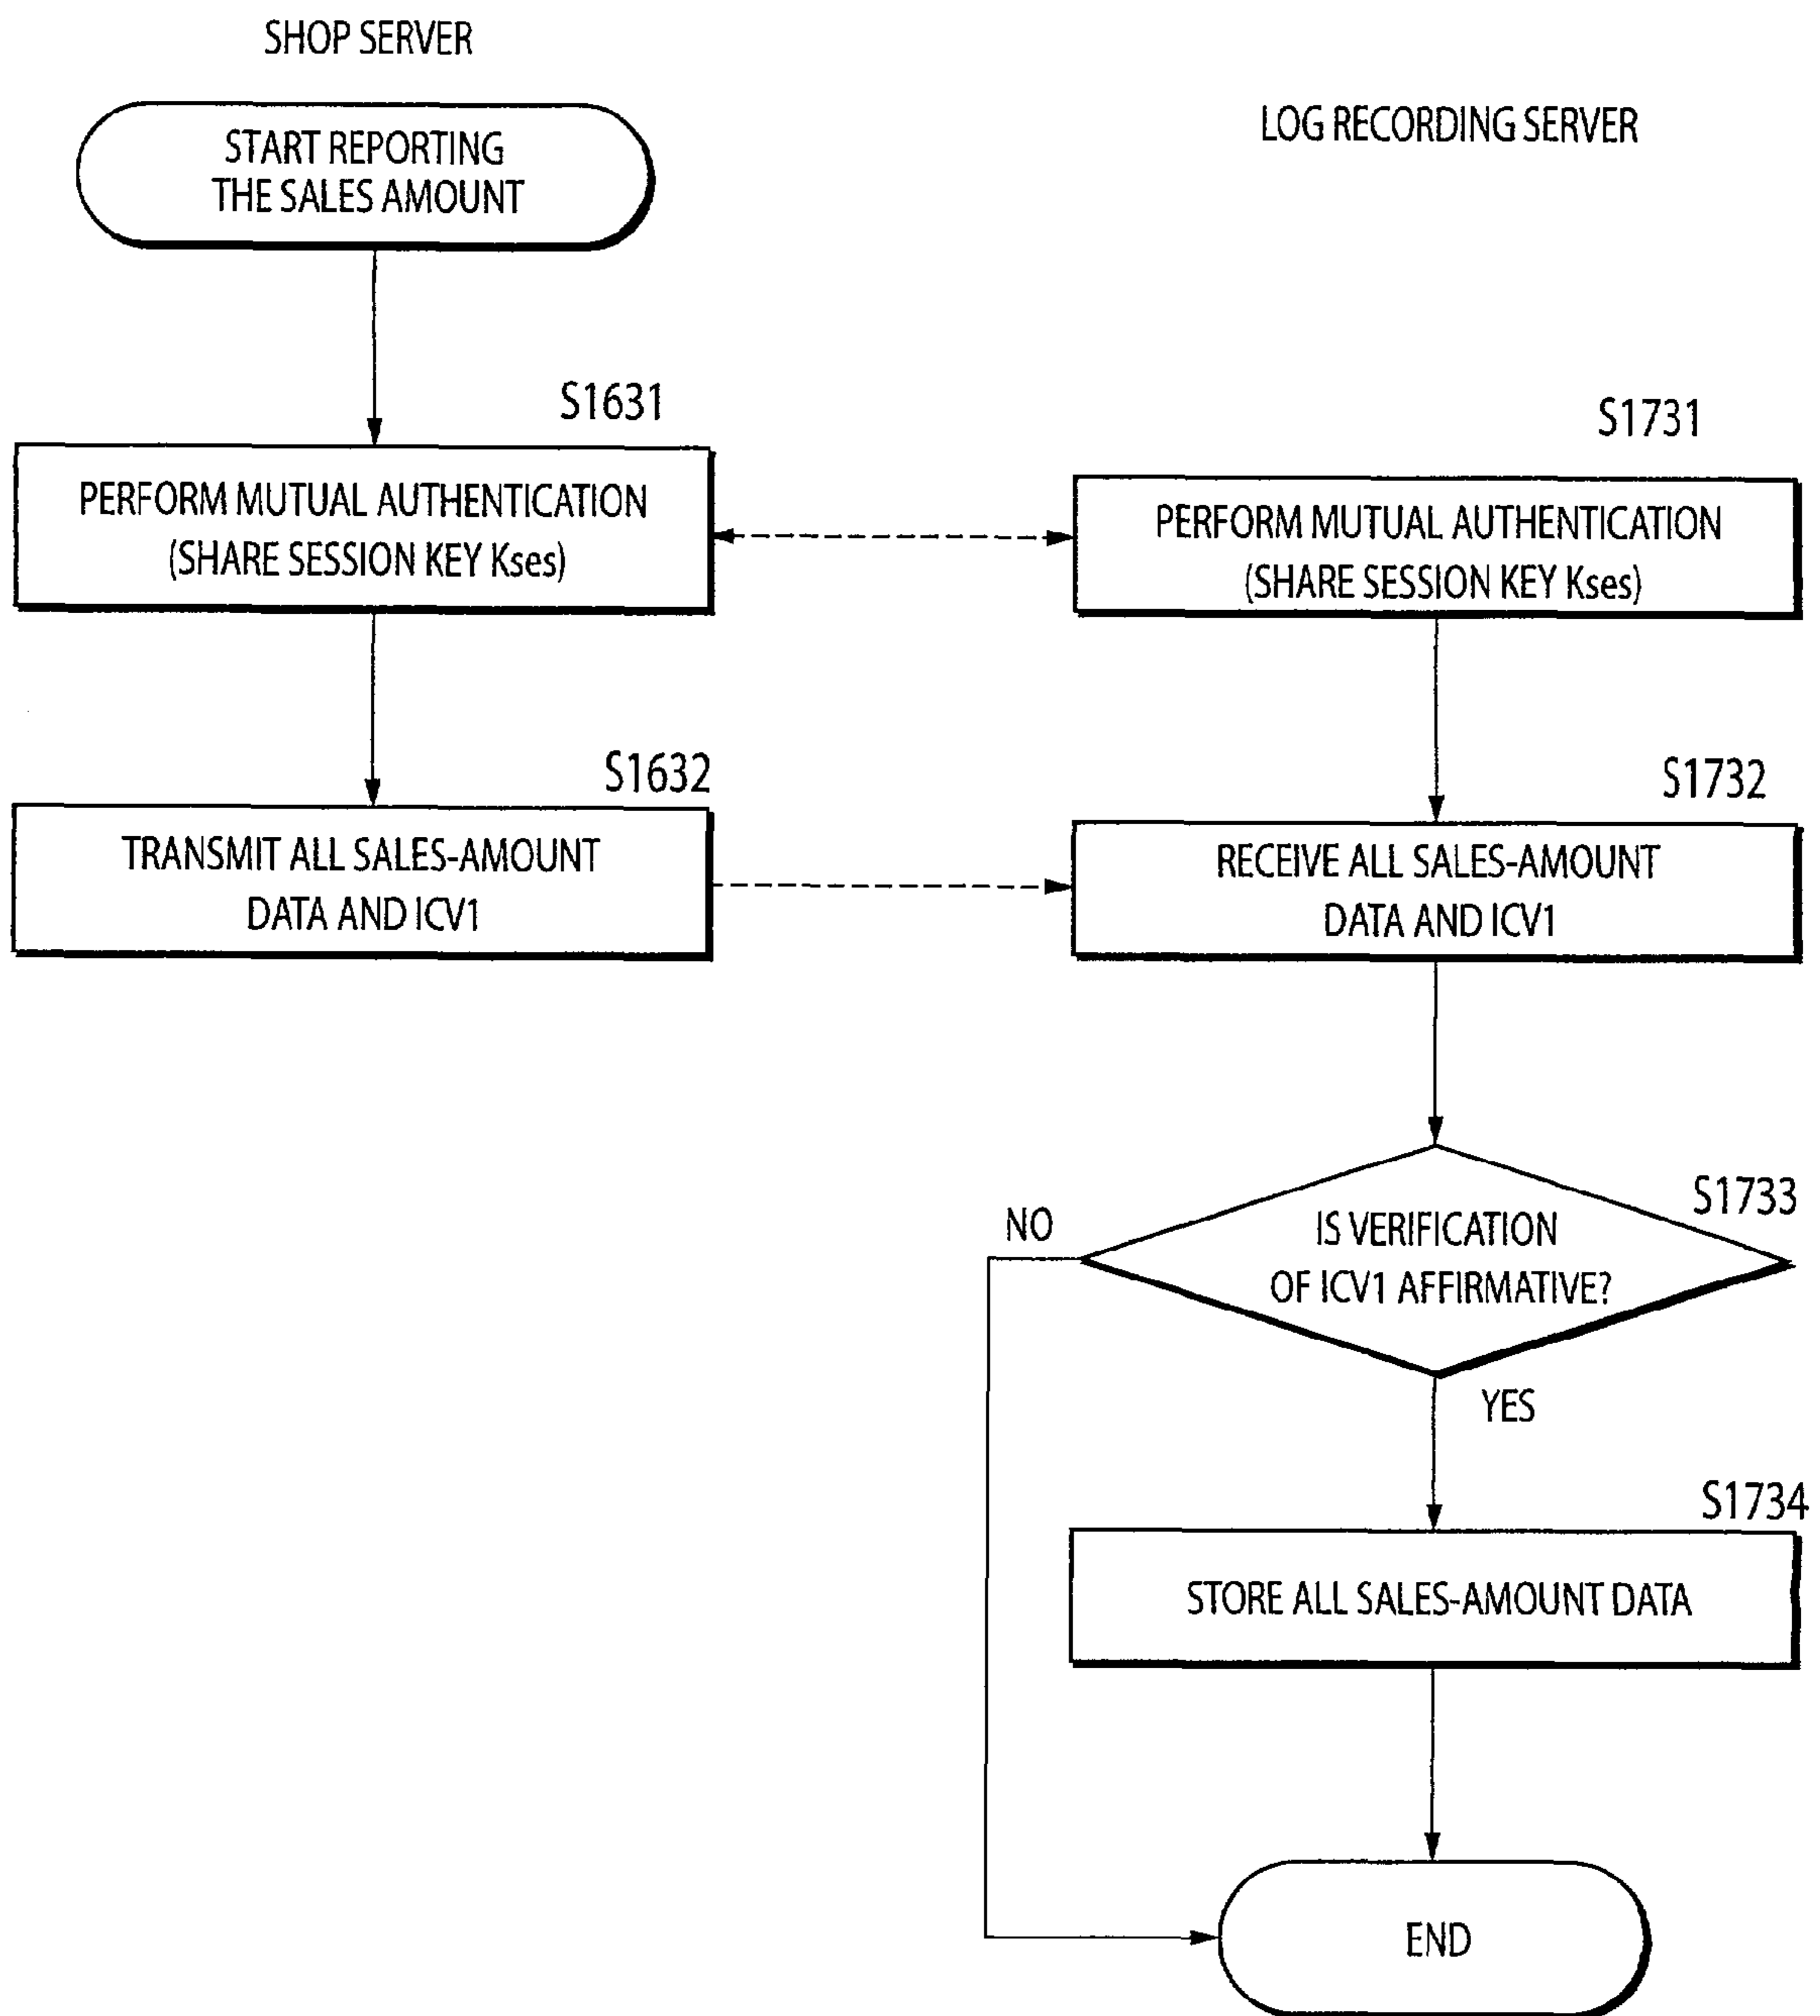 SHOP SERVER
START REPORTING
THE SALES AMOUNT
LOG RECORDING SERVER
S1631
PERFORM MUTUAL AUTHENTICATION
(SHARE SESSION KEY Kses)
S1731
PERFORM MUTUAL AUTHENTICATION
(SHARE SESSION KEY Kses)
S1632
TRANSMIT ALL SALES-AMOUNT
DATA AND ICV1
S1732
RECEIVE ALL SALES-AMOUNT
DATA AND ICV1
S1733
NO
IS VERIFICATION
OF ICV1 AFFIRMATIVE?
YES
S1734
STORE ALL SALES-AMOUNT DATA
END